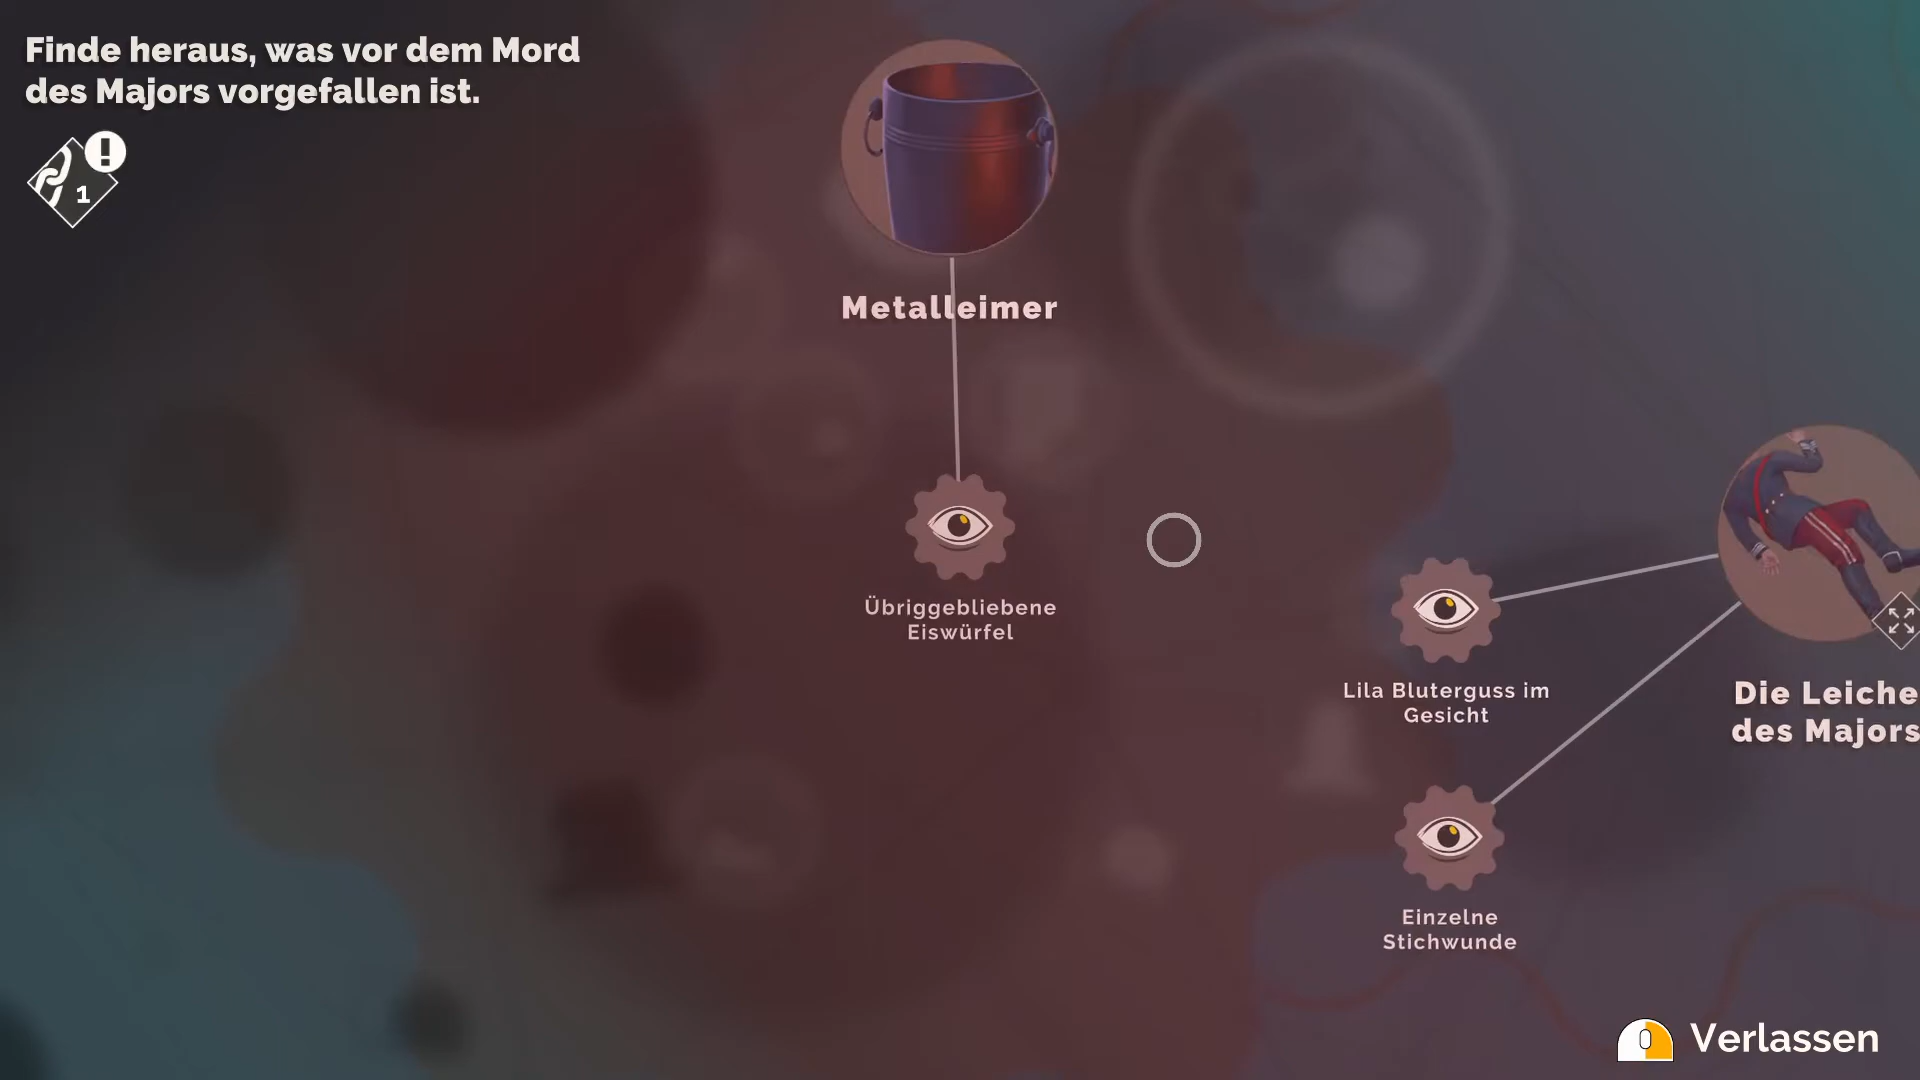 Finde heraus, was vor dem Mord
des Majors vorgefallen ist.
!
1
Metalleimer
Übriggebliebene
Eiswürfel
Lila Bluterguss im
Gesicht
Die Leiche
des Majors
Einzelne
Stichwunde
Verlassen